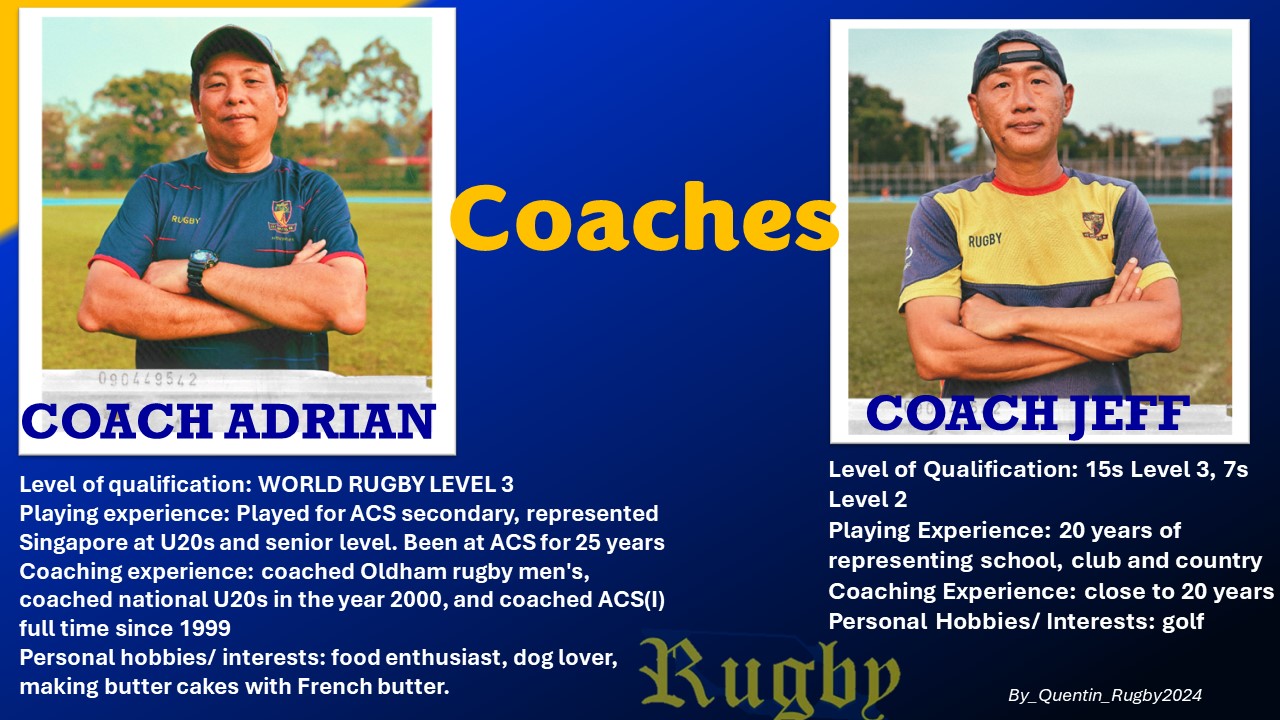 Coaches
RUGBY
090449542
COACH ADRIAN
Level of qualification: WORLD RUGBY LEVEL 3
Playing experience: Played for ACS secondary, represented
Singapore at U20s and senior level. Been at ACS for 25 years
Coaching experience: coached Oldham rugby men's,
coached national U20s in the year 2000, and coached ACS(I)
full time since 1999
Personal hobbies/ interests: food enthusiast, dog lover,
making butter cakes with French butter.
RUGBY
COACH JEFF
Level of Qualification: 15s Level 3, 7s
Level 2
Playing Experience: 20 years of
representing school, club and country
Coaching Experience: close to 20 years
Personal Hobbies/ Interests: golf
Rugby
By_Quentin_Rugby2024